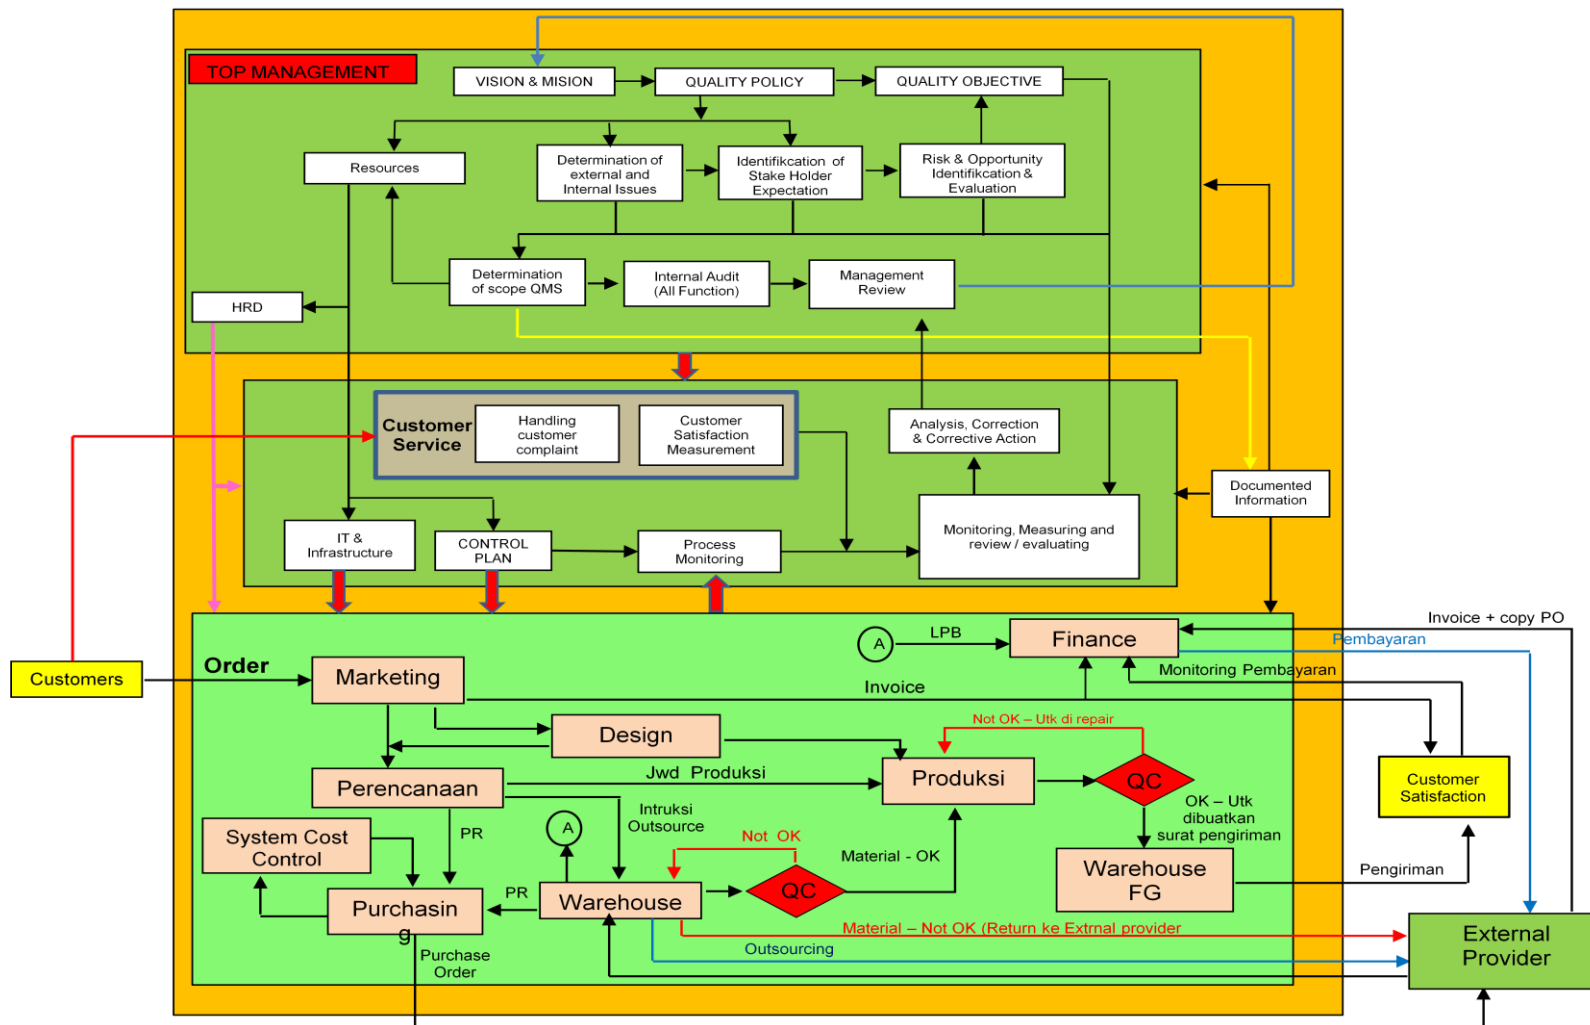 TOP MANAGEMENT
VISION & MISION
QUALITY POLICY
QUALITY OBJECTIVE
Resources
Determination of
external and
Internal Issues
Identifikcation of
Stake Holder
Expectation
Risk & Opportunity
Identifikcation &
Evaluation
Determination
of scope QMS
Internal Audit
(All Function)
Management
Review
HRD
Customer
Service
Handling
customer
complaint
Customer
Satisfaction
Measurement
Analysis, Correction
& Corrective Action
Documented
Information
IT &
Infrastructure
CONTROL
PLAN
Process
Monitoring
Monitoring, Measuring and
review / evaluating
Customers
Order
Marketing
A
LPB
Finance
Invoice + copy PO
Pembayaran
Monitoring Pembayaran
Invoice
Design
Not OK – Utk di repair
Perencanaan
Jwd Produksi
Produksi
QC
Customer
Satisfaction
Intruksi
Outsource
OK – Utk
dibuatkan
surat pengiriman
System Cost
Control
PR
A
Not OK
Material - OK
Warehouse
FG
Pengiriman
Purchasin
g
PR
Warehouse
QC
Material – Not OK (Return ke Extrnal provider
Outsourcing
Purchase
Order
External
Provider